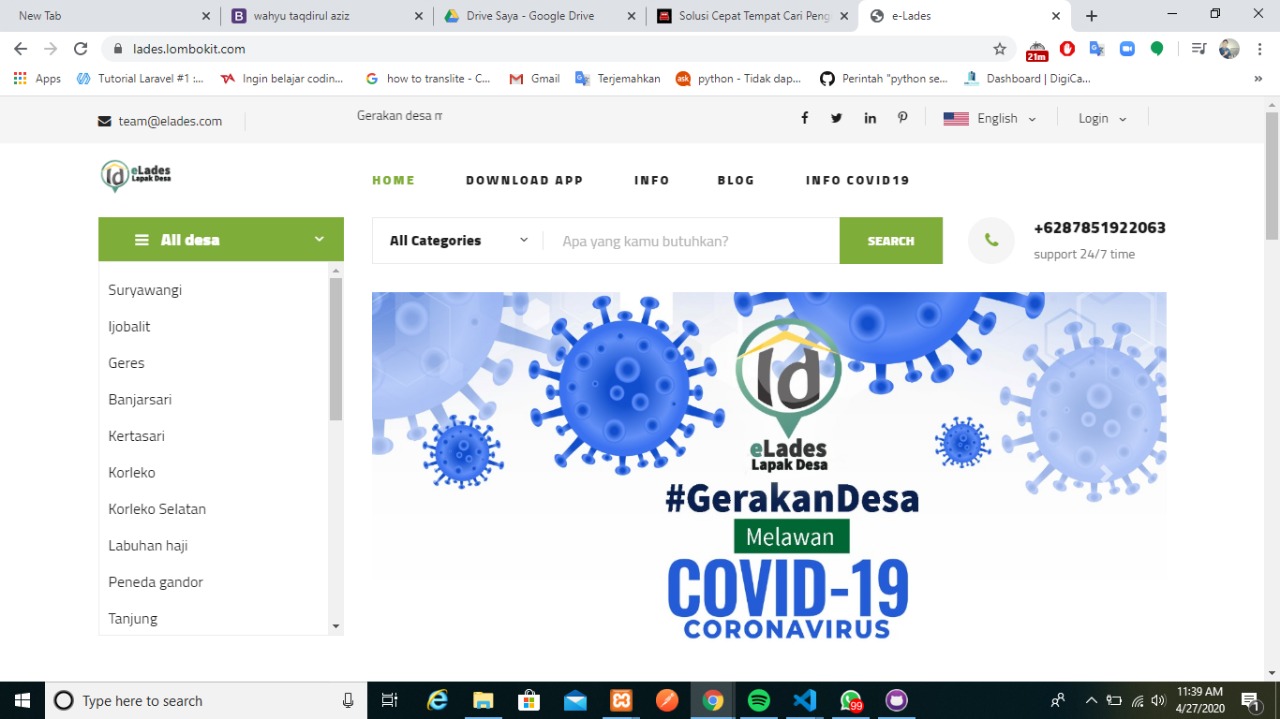 New Tab
wahyu taqdirul aziz
Drive Saya - Google Drive
Solusi Cepat Tempat Cari Peng
e-Lades
lades.lombokit.com
21m
Apps
Tutorial Laravel #1 :...
Ingin belajar codin...
how to translite - C...
Gmail
Terjemahkan
ask
python - Tidak dap...
Perintah "python se...
Dashboard | DigiCa...
team@elades.com
Gerakan desa m
English
Login
eLades
Lapak Desa
HOME
DOWNLOAD APP
INFO
BLOG
INFO COVID19
All desa
All Categories
Apa yang kamu butuhkan?
SEARCH
+6287851922063
support 24/7 time
Suryawangi
Ijobalit
Geres
Banjarsari
Kertasari
Korleko
Korleko Selatan
Labuhan haji
Peneda gandor
Tanjung
ld
eLades
Lapak Desa
#GerakanDesa
Melawan
COVID-19
CORONAVIRUS
Type here to search
99
11:39 AM
4/27/2020
1